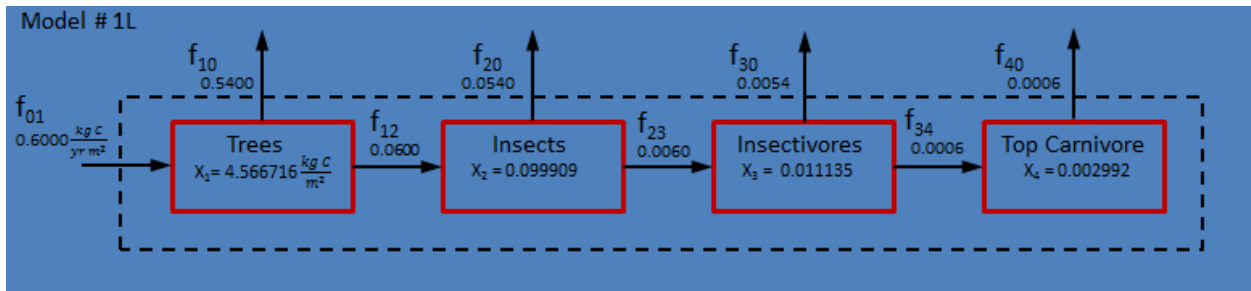 Model # 1L
f₁₀
0.5400
f₂₀
0.0540
f₃₀
0.0054
f₄₀
0.0006
f₀₁
0.6000 kg C / yr m²
Trees
X₁= 4.566716 kg C / m²
f₁₂
0.0600
Insects
X₂ = 0.099909
f₂₃
0.0060
Insectivores
X₃ = 0.011135
f₃₄
0.0006
Top Carnivore
X₄ = 0.002992